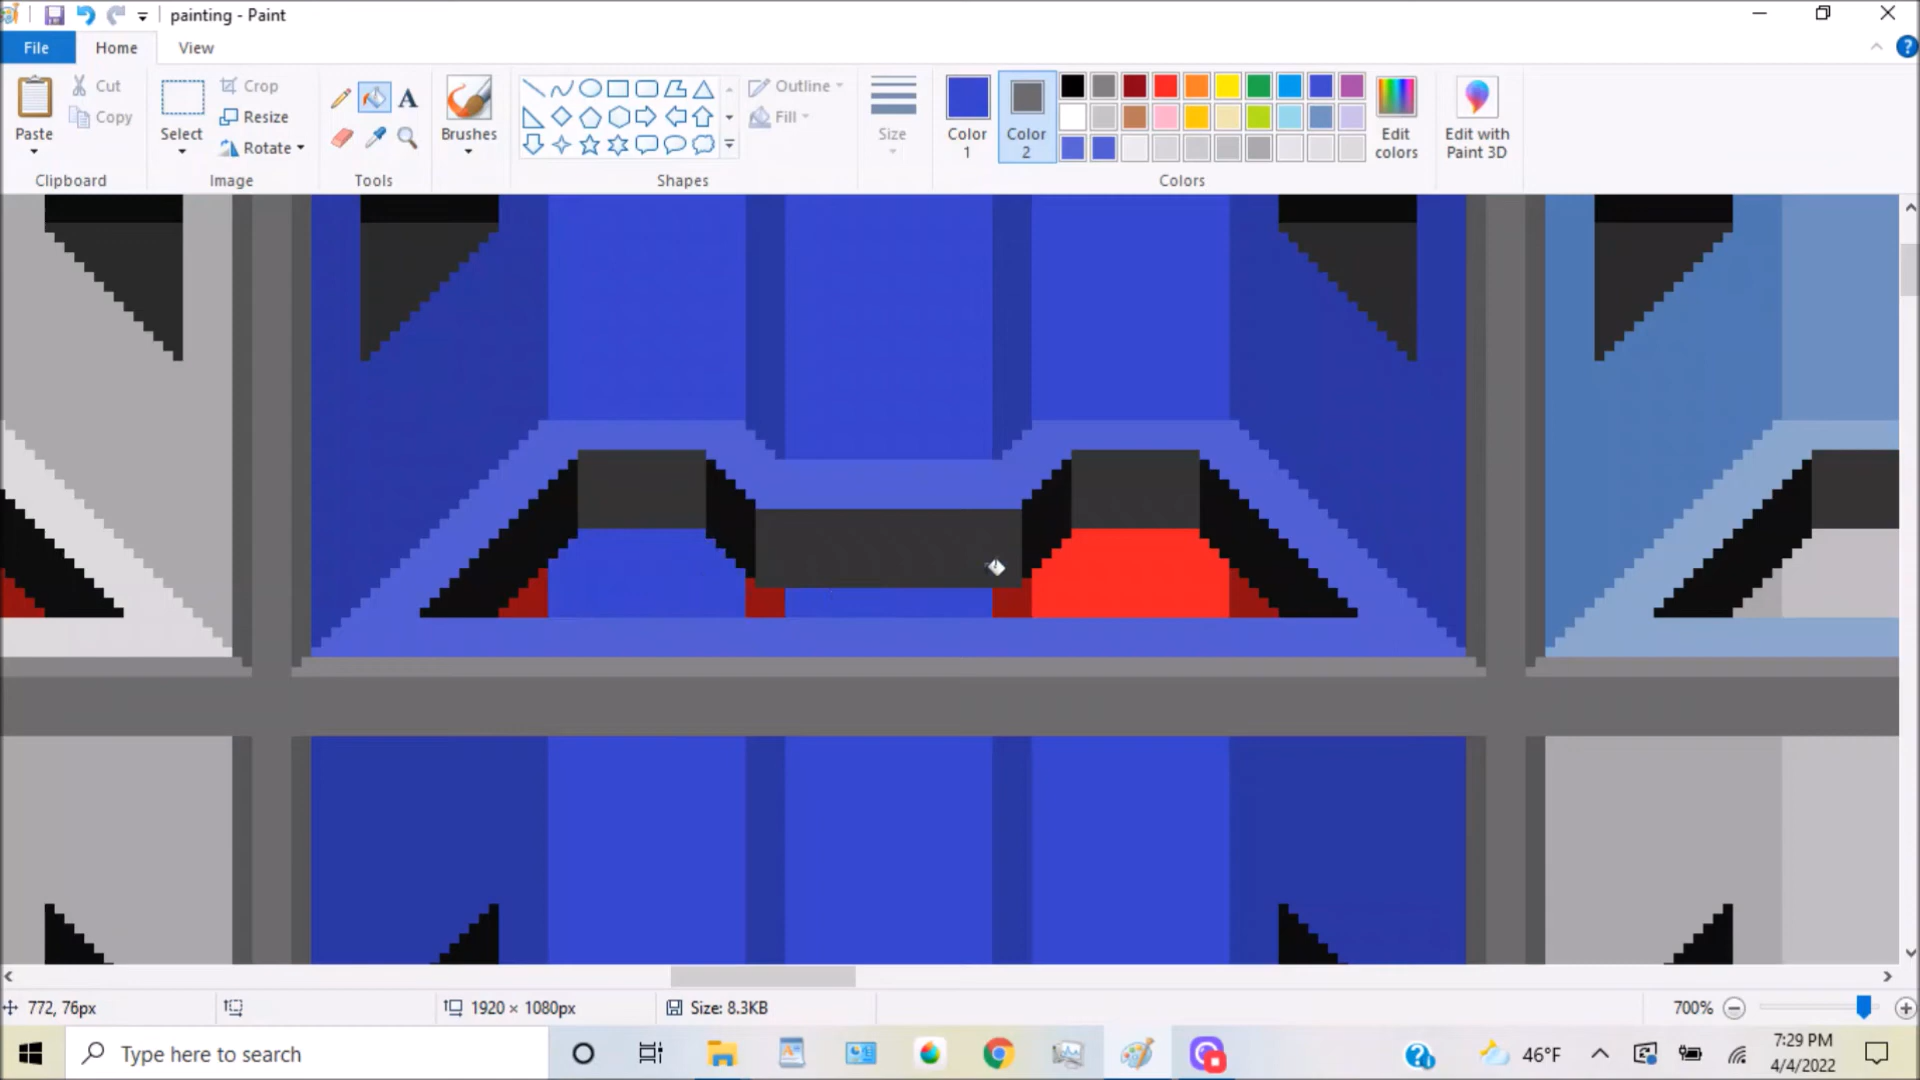 painting - Paint
File Home View
Cut
Copy
Paste
Clipboard
Select
Crop
Resize
Rotate
Image
A
Tools
Brushes
Outline
Fill
Shapes
Size
Color 1
Color 2
Colors
Edit colors
Edit with Paint 3D
772, 76px
1920 × 1080px
Size: 8.3KB
700%
Type here to search
46°F
7:29 PM
4/4/2022